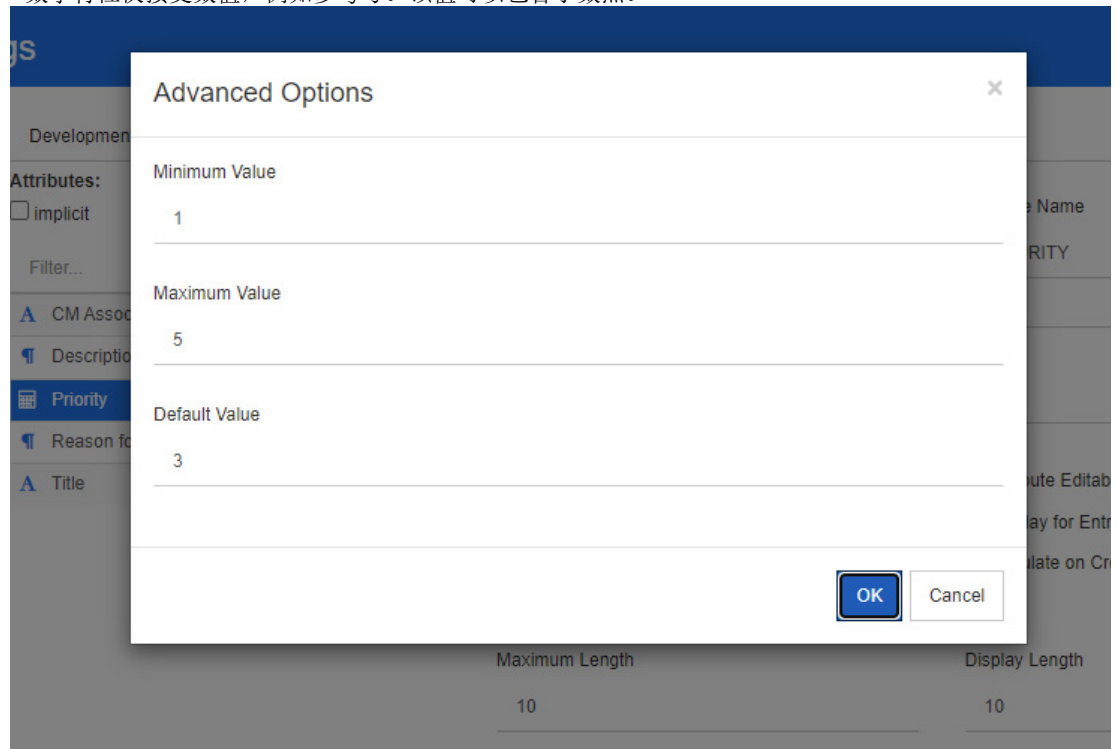 gs
Advanced Options
×
Developmen
Attributes:
implicit
Filter...
Minimum Value
1
e Name
RITY
A CM Assoc
Maximum Value
5
¶ Descriptio
Priority
Default Value
¶ Reason fo
3
A Title
ute Editab
lay for Entr
ulate on Cr
OK
Cancel
Maximum Length
Display Length
10
10